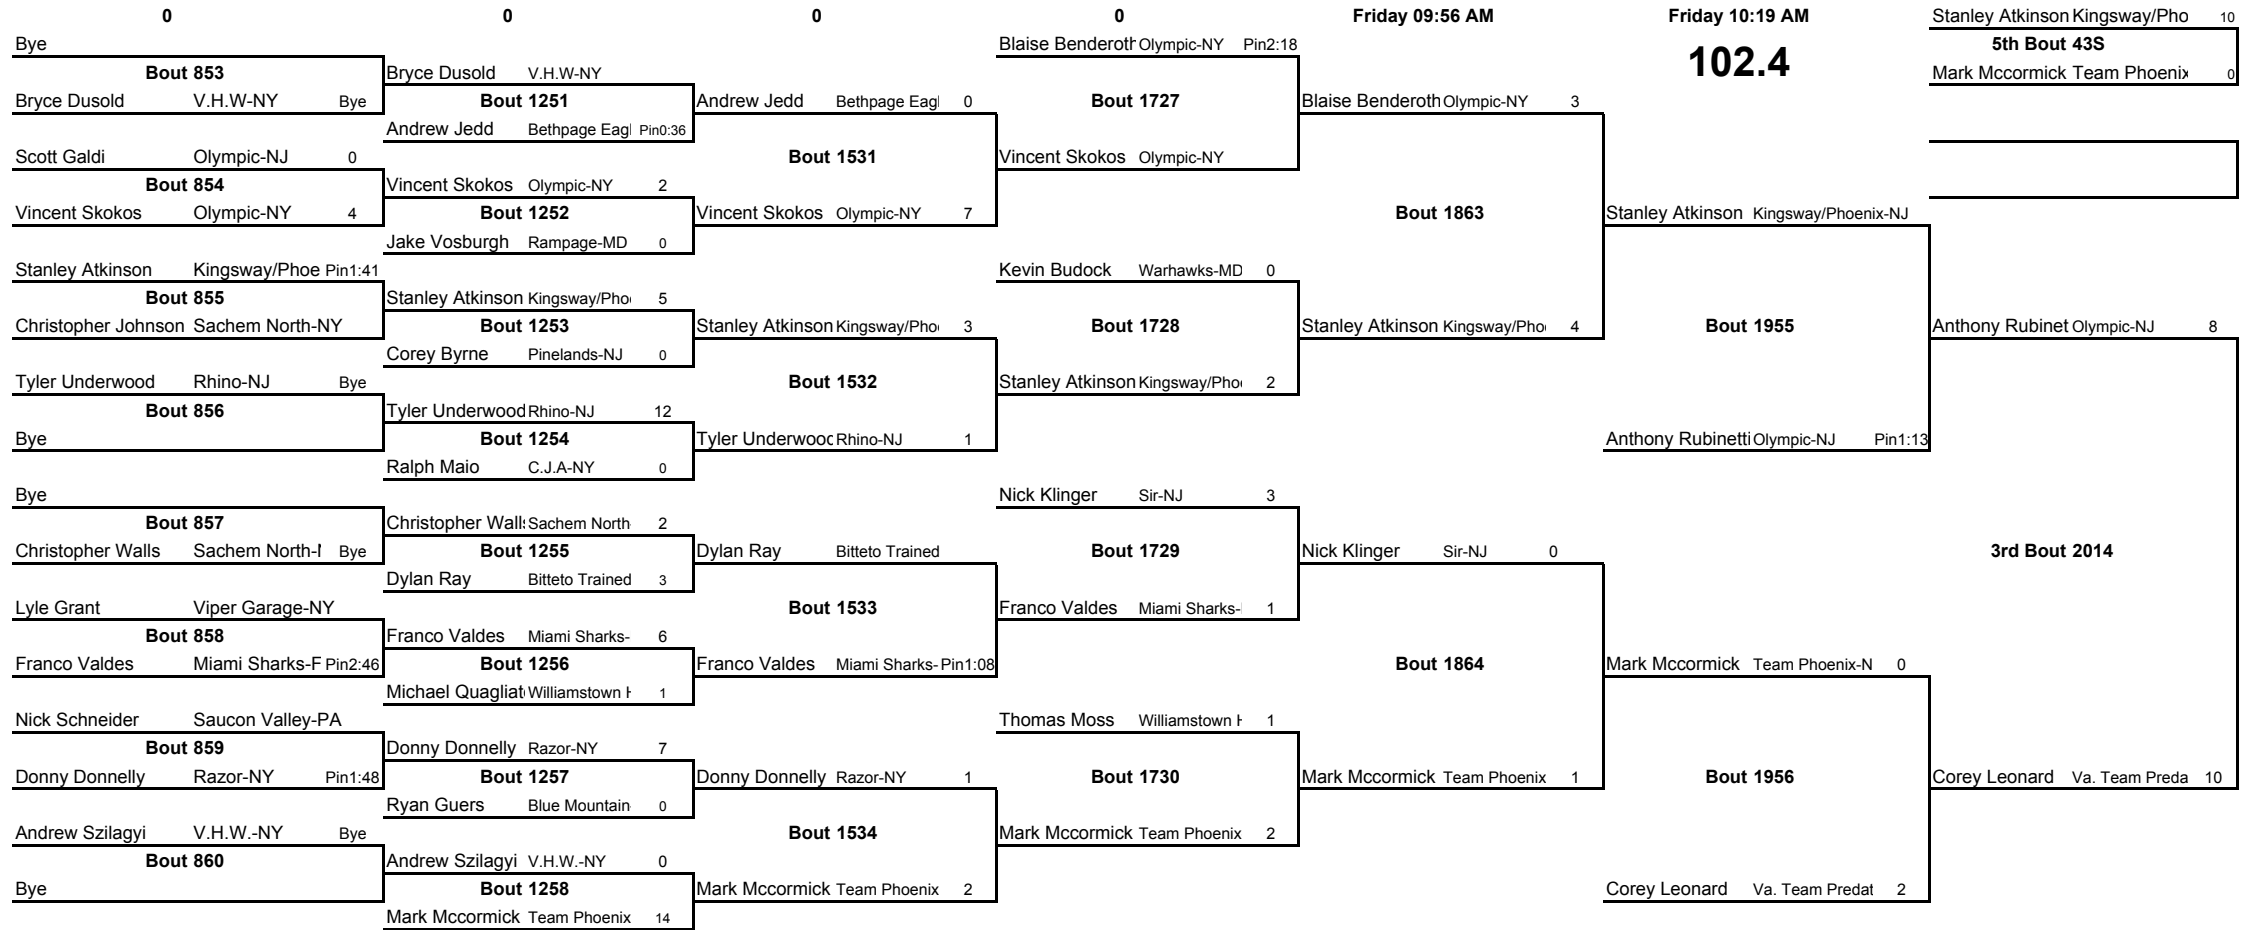 0 0 0 0 Friday 09:56 AM Friday 10:19 AM Stanley Atkinson Kingsway/Pho 10
Bye Blaise Benderoth Olympic-NY Pin2:18 102.4 5th Bout 43S
Bout 853 Bryce Dusold V.H.W-NY Mark Mccormick Team Phoenix 0
Bryce Dusold V.H.W-NY Bye Bout 1251 Andrew Jedd Bethpage Eagl 0 Bout 1727 Blaise Benderoth Olympic-NY 3
Andrew Jedd Bethpage Eagl Pin0:36
Scott Galdi Olympic-NJ 0 Bout 1531 Vincent Skokos Olympic-NY
Bout 854 Vincent Skokos Olympic-NY 2
Vincent Skokos Olympic-NY 4 Bout 1252 Vincent Skokos Olympic-NY 7 Bout 1863 Stanley Atkinson Kingsway/Phoenix-NJ
Jake Vosburgh Rampage-MD 0
Stanley Atkinson Kingsway/Phoe Pin1:41 Kevin Budock Warhawks-MD 0
Bout 855 Stanley Atkinson Kingsway/Pho 5
Christopher Johnson Sachem North-NY Bout 1253 Stanley Atkinson Kingsway/Pho 3 Bout 1728 Stanley Atkinson Kingsway/Pho 4 Bout 1955 Anthony Rubinet Olympic-NJ 8
Corey Byrne Pinelands-NJ 0
Tyler Underwood Rhino-NJ Bye Bout 1532 Stanley Atkinson Kingsway/Pho 2
Bout 856 Tyler Underwood Rhino-NJ 12
Bye Bout 1254 Tyler Underwood Rhino-NJ 1 Anthony Rubinetti Olympic-NJ Pin1:13
Ralph Maio C.J.A-NY 0
Bye Nick Klinger Sir-NJ 3
Bout 857 Christopher Walls Sachem North- 2
Christopher Walls Sachem North-N Bye Bout 1255 Dylan Ray Bitteto Trained Bout 1729 Nick Klinger Sir-NJ 0 3rd Bout 2014
Dylan Ray Bitteto Trained 3
Lyle Grant Viper Garage-NY Bout 1533 Franco Valdes Miami Sharks- 1
Bout 858 Franco Valdes Miami Sharks- 6
Franco Valdes Miami Sharks-F Pin2:46 Bout 1256 Franco Valdes Miami Sharks- Pin1:08 Bout 1864 Mark Mccormick Team Phoenix-N 0
Michael Quagliat Williamstown H 1
Nick Schneider Saucon Valley-PA Thomas Moss Williamstown H 1
Bout 859 Donny Donnelly Razor-NY 7
Donny Donnelly Razor-NY Pin1:48 Bout 1257 Donny Donnelly Razor-NY 1 Bout 1730 Mark Mccormick Team Phoenix 1 Bout 1956 Corey Leonard Va. Team Preda 10
Ryan Guers Blue Mountain 0
Andrew Szilagyi V.H.W.-NY Bye Bout 1534 Mark Mccormick Team Phoenix 2
Bout 860 Andrew Szilagyi V.H.W.-NY 0
Bye Bout 1258 Mark Mccormick Team Phoenix 2 Corey Leonard Va. Team Predat 2
Mark Mccormick Team Phoenix 14